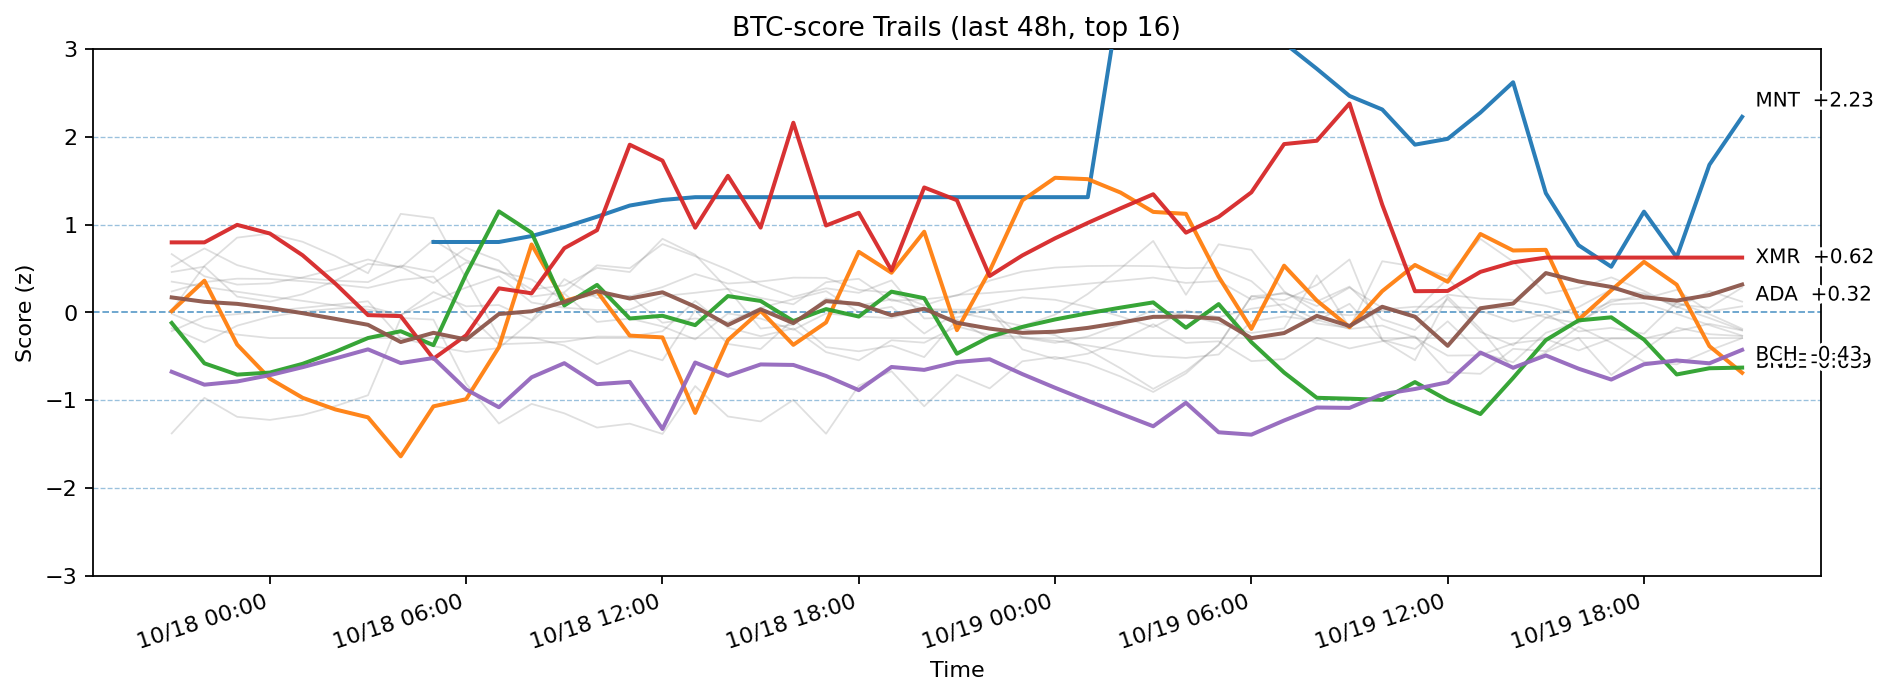 BTC-score Trails (last 48h, top 16)
Score (z)
3
2
1
0
−1
−2
−3
MNT +2.23
XMR +0.62
ADA +0.32
BCH -0.43
10/18 00:00
10/18 06:00
10/18 12:00
10/18 18:00
10/19 00:00
10/19 06:00
10/19 12:00
10/19 18:00
Time